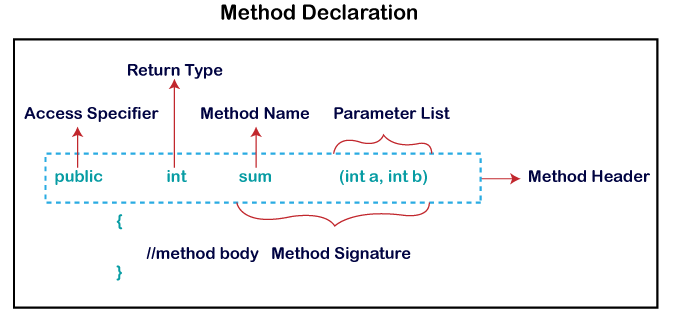 Method Declaration
Return Type
Access Specifier Method Name Parameter List
public int sum (int a, int b) Method Header
{
//method body Method Signature
}